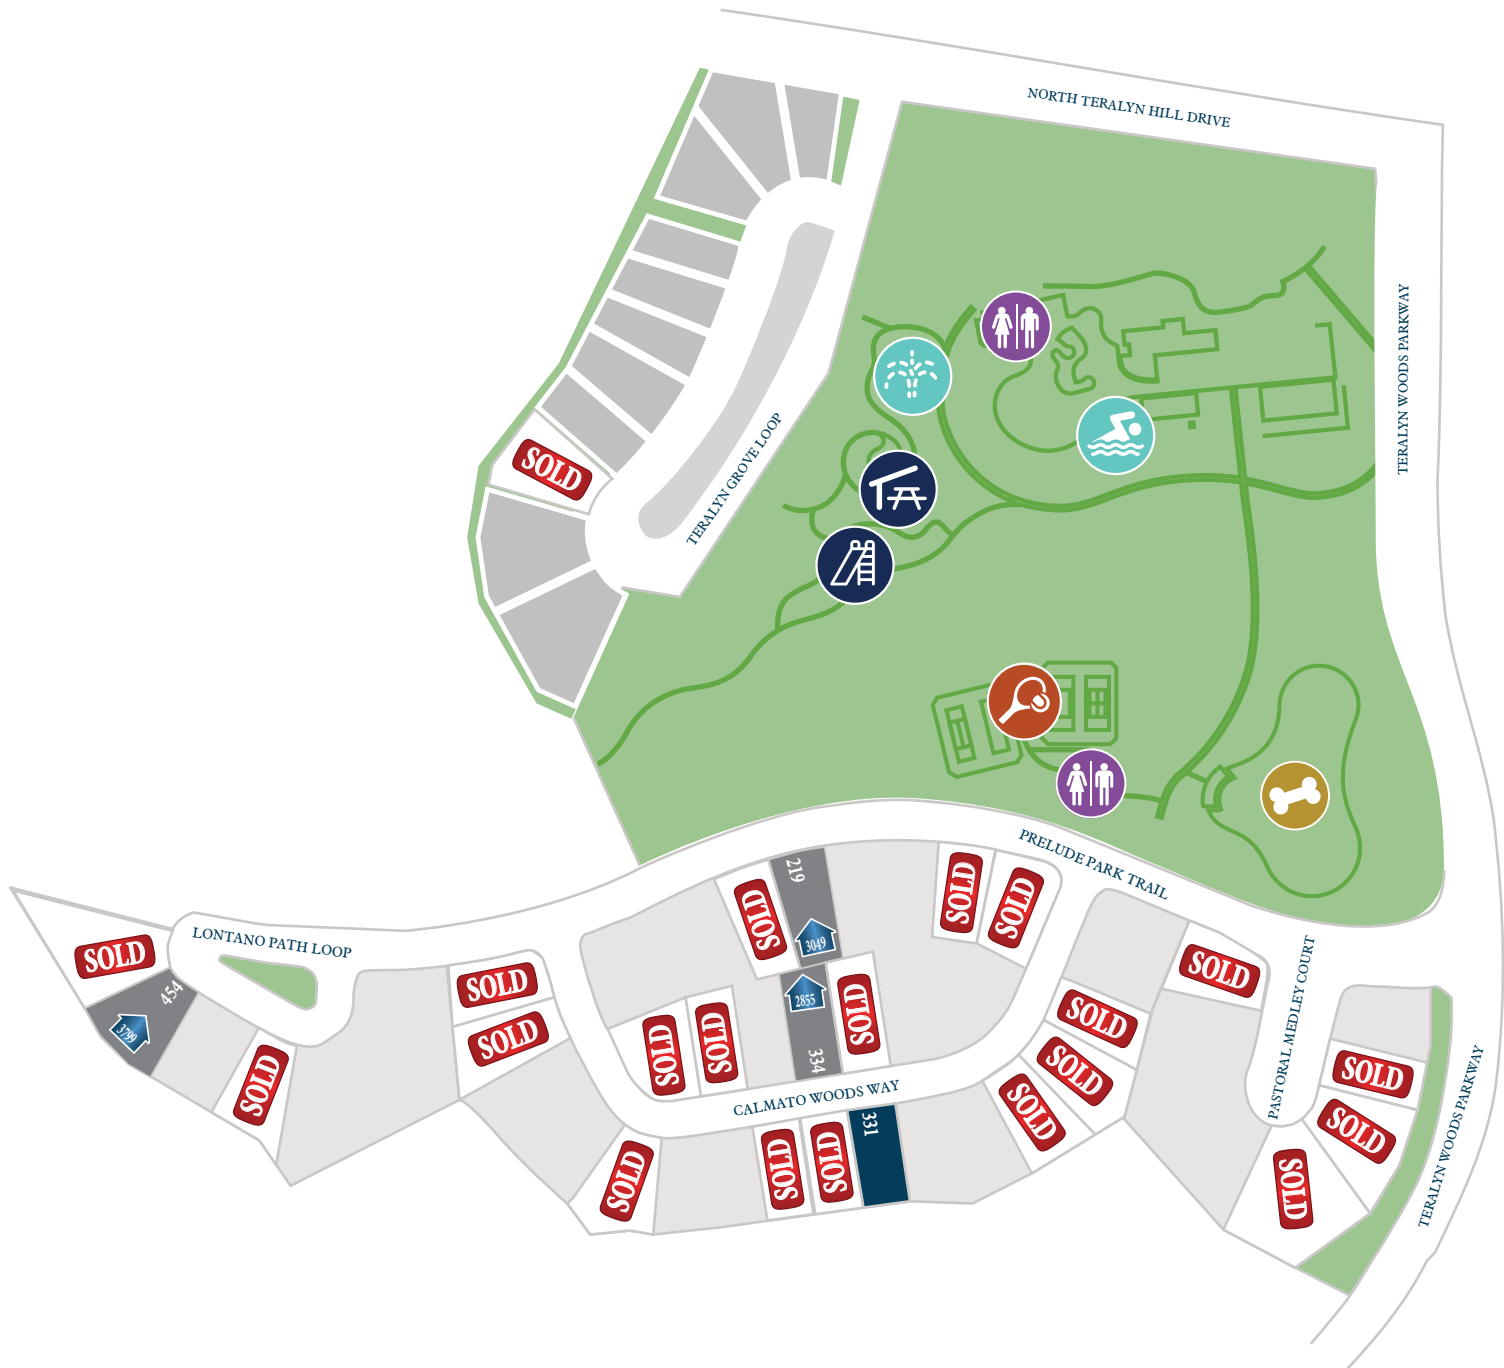 NORTH TERALYN HILL DRIVE
TERALYN WOODS PARKWAY
TERALYN GROVE LOOP
SOLD
PRELUDE PARK TRAIL
LONTANO PATH LOOP
SOLD
454
3799
SOLD
SOLD
SOLD
SOLD
219
3049
SOLD
SOLD
SOLD
SOLD
2855
334
SOLD
CALMATO WOODS WAY
SOLD
SOLD
SOLD
331
SOLD
SOLD
SOLD
SOLD
PASTORAL MEDLEY COURT
SOLD
SOLD
SOLD
TERALYN WOODS PARKWAY